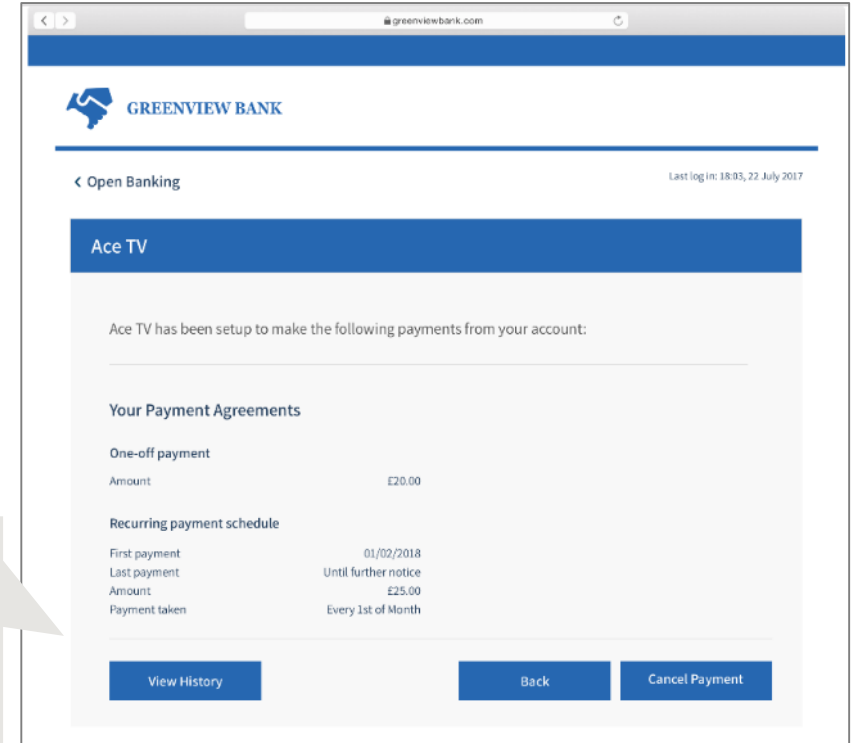 greenviewbank.com
GREENVIEW BANK
Open Banking
Last log in: 18:03, 22 July 2017
Ace TV
Ace TV has been setup to make the following payments from your account:
Your Payment Agreements
One-off payment
Amount £20.00
Recurring payment schedule
First payment 01/02/2018
Last payment Until further notice
Amount £25.00
Payment taken Every 1st of Month
View History Back Cancel Payment